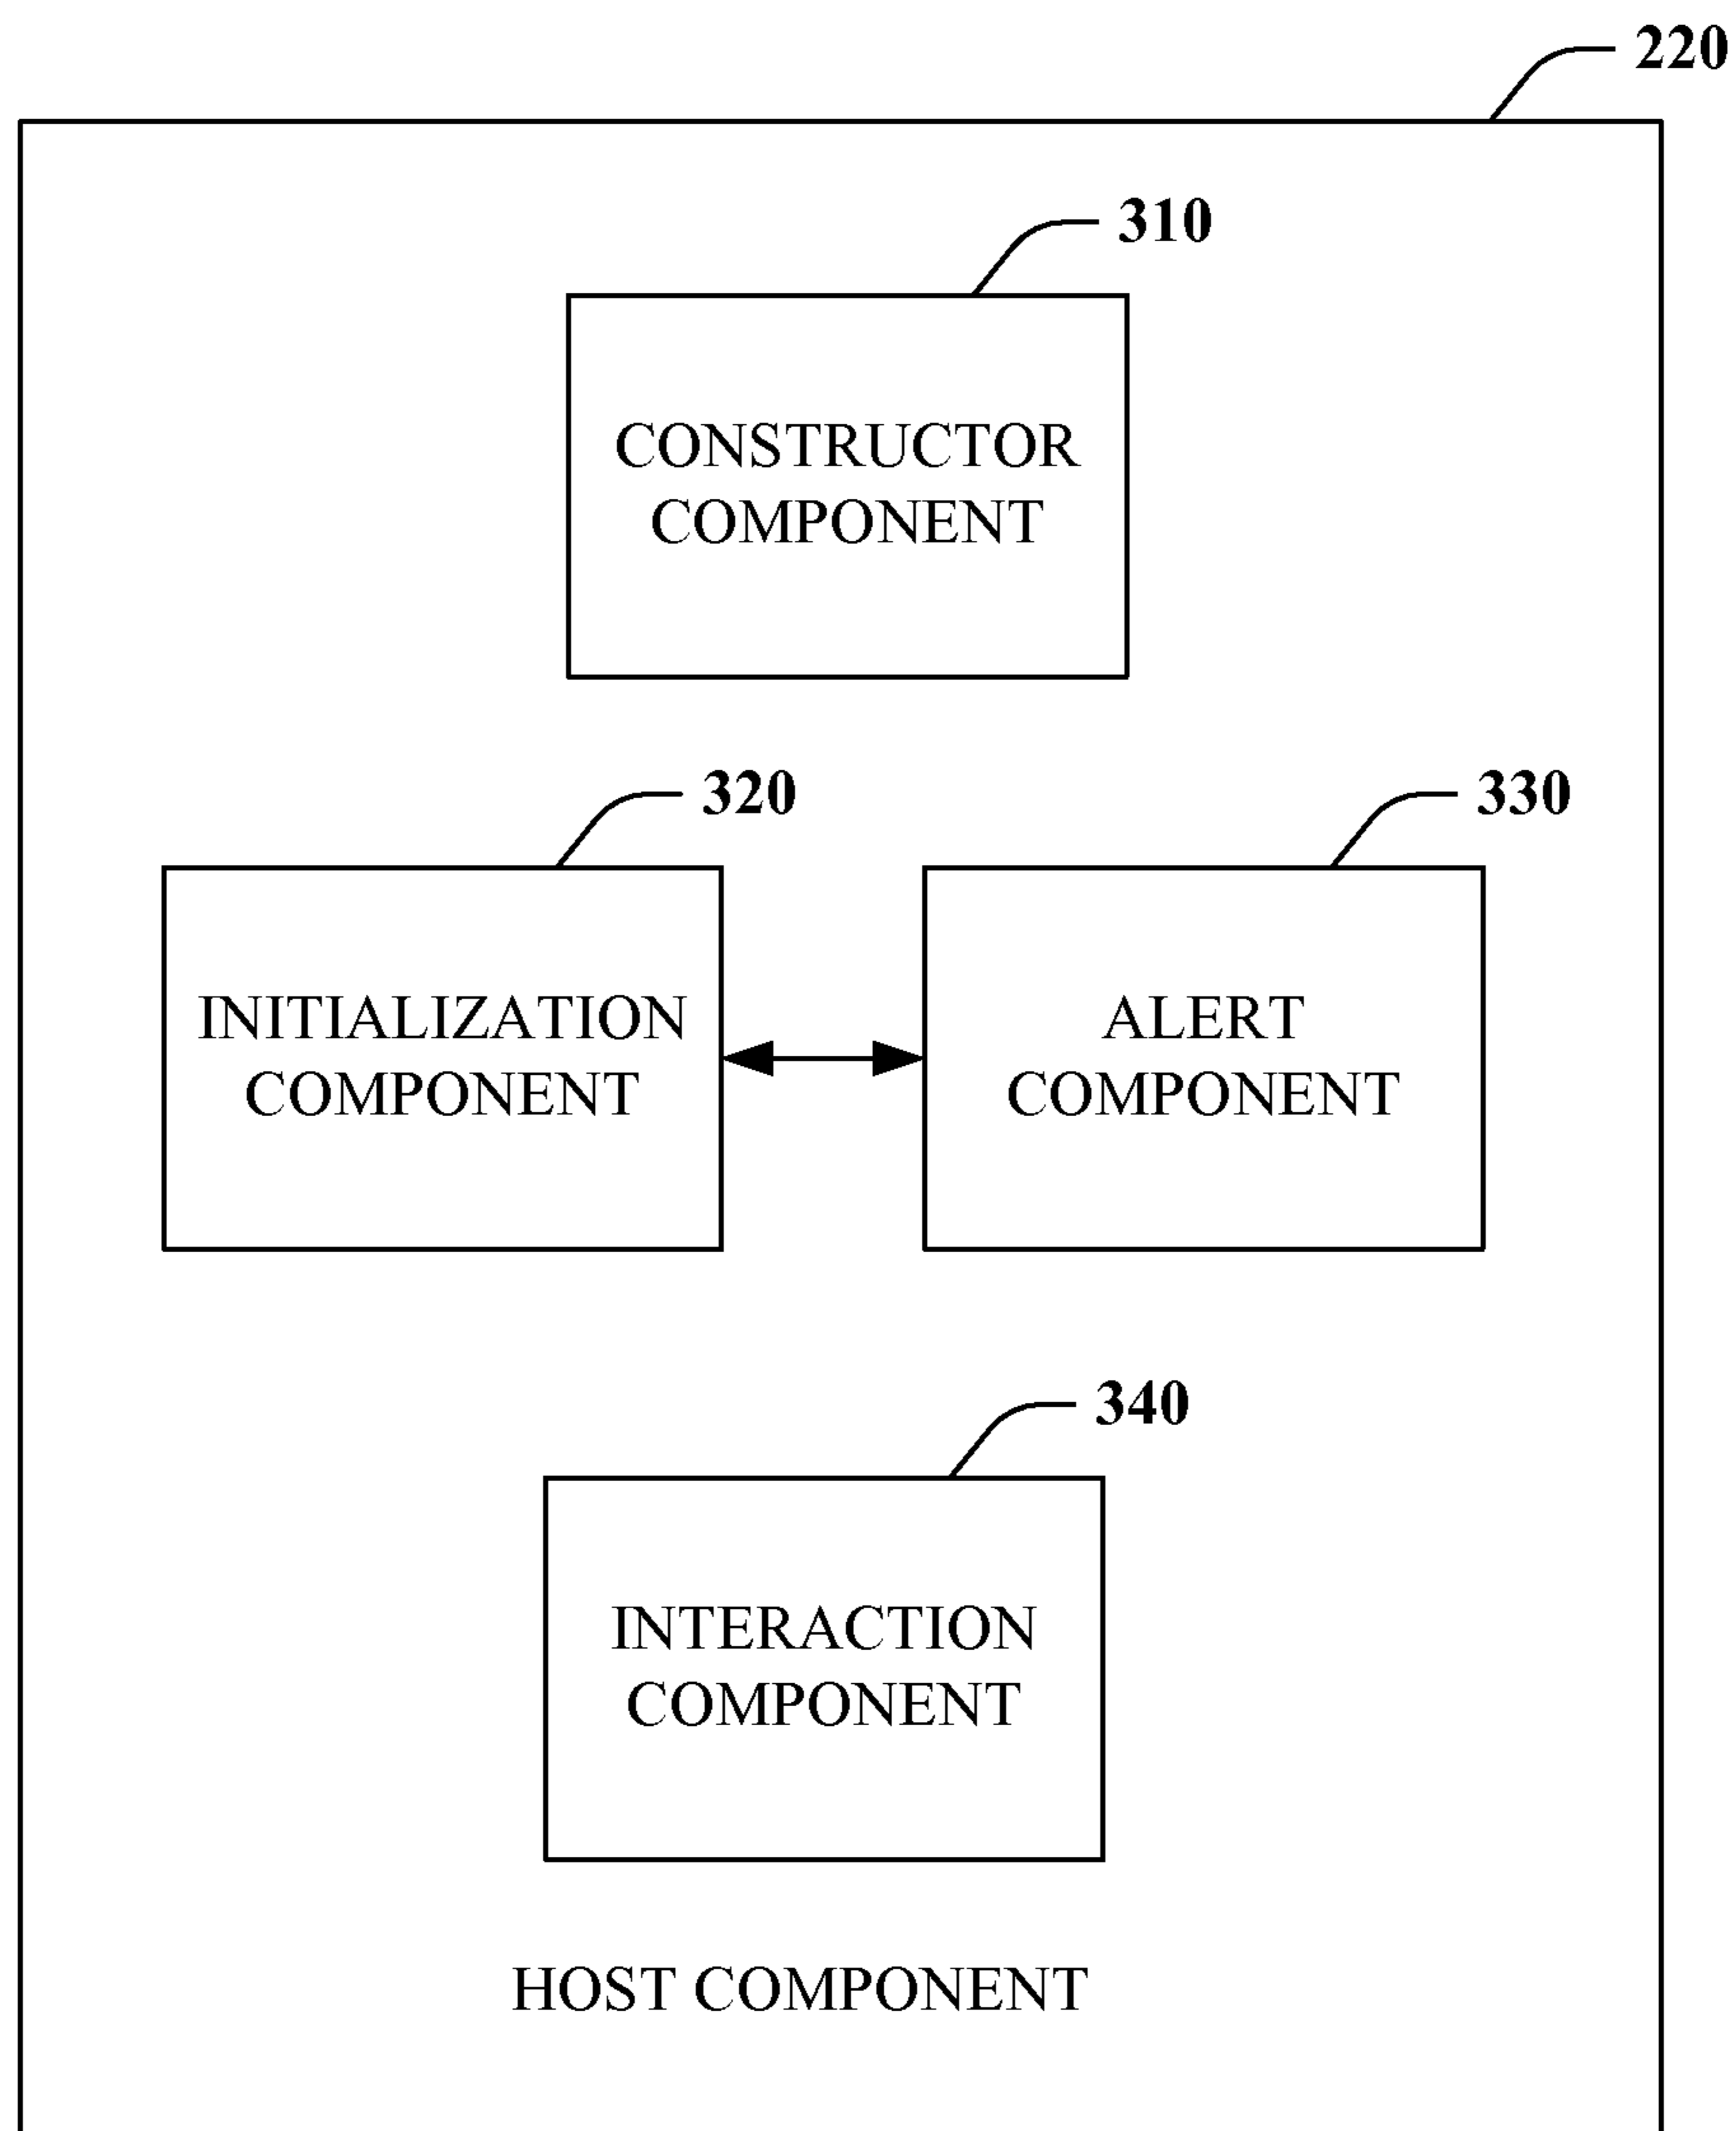 220
310
CONSTRUCTOR
COMPONENT
320
330
INITIALIZATION
COMPONENT
ALERT
COMPONENT
340
INTERACTION
COMPONENT
HOST COMPONENT